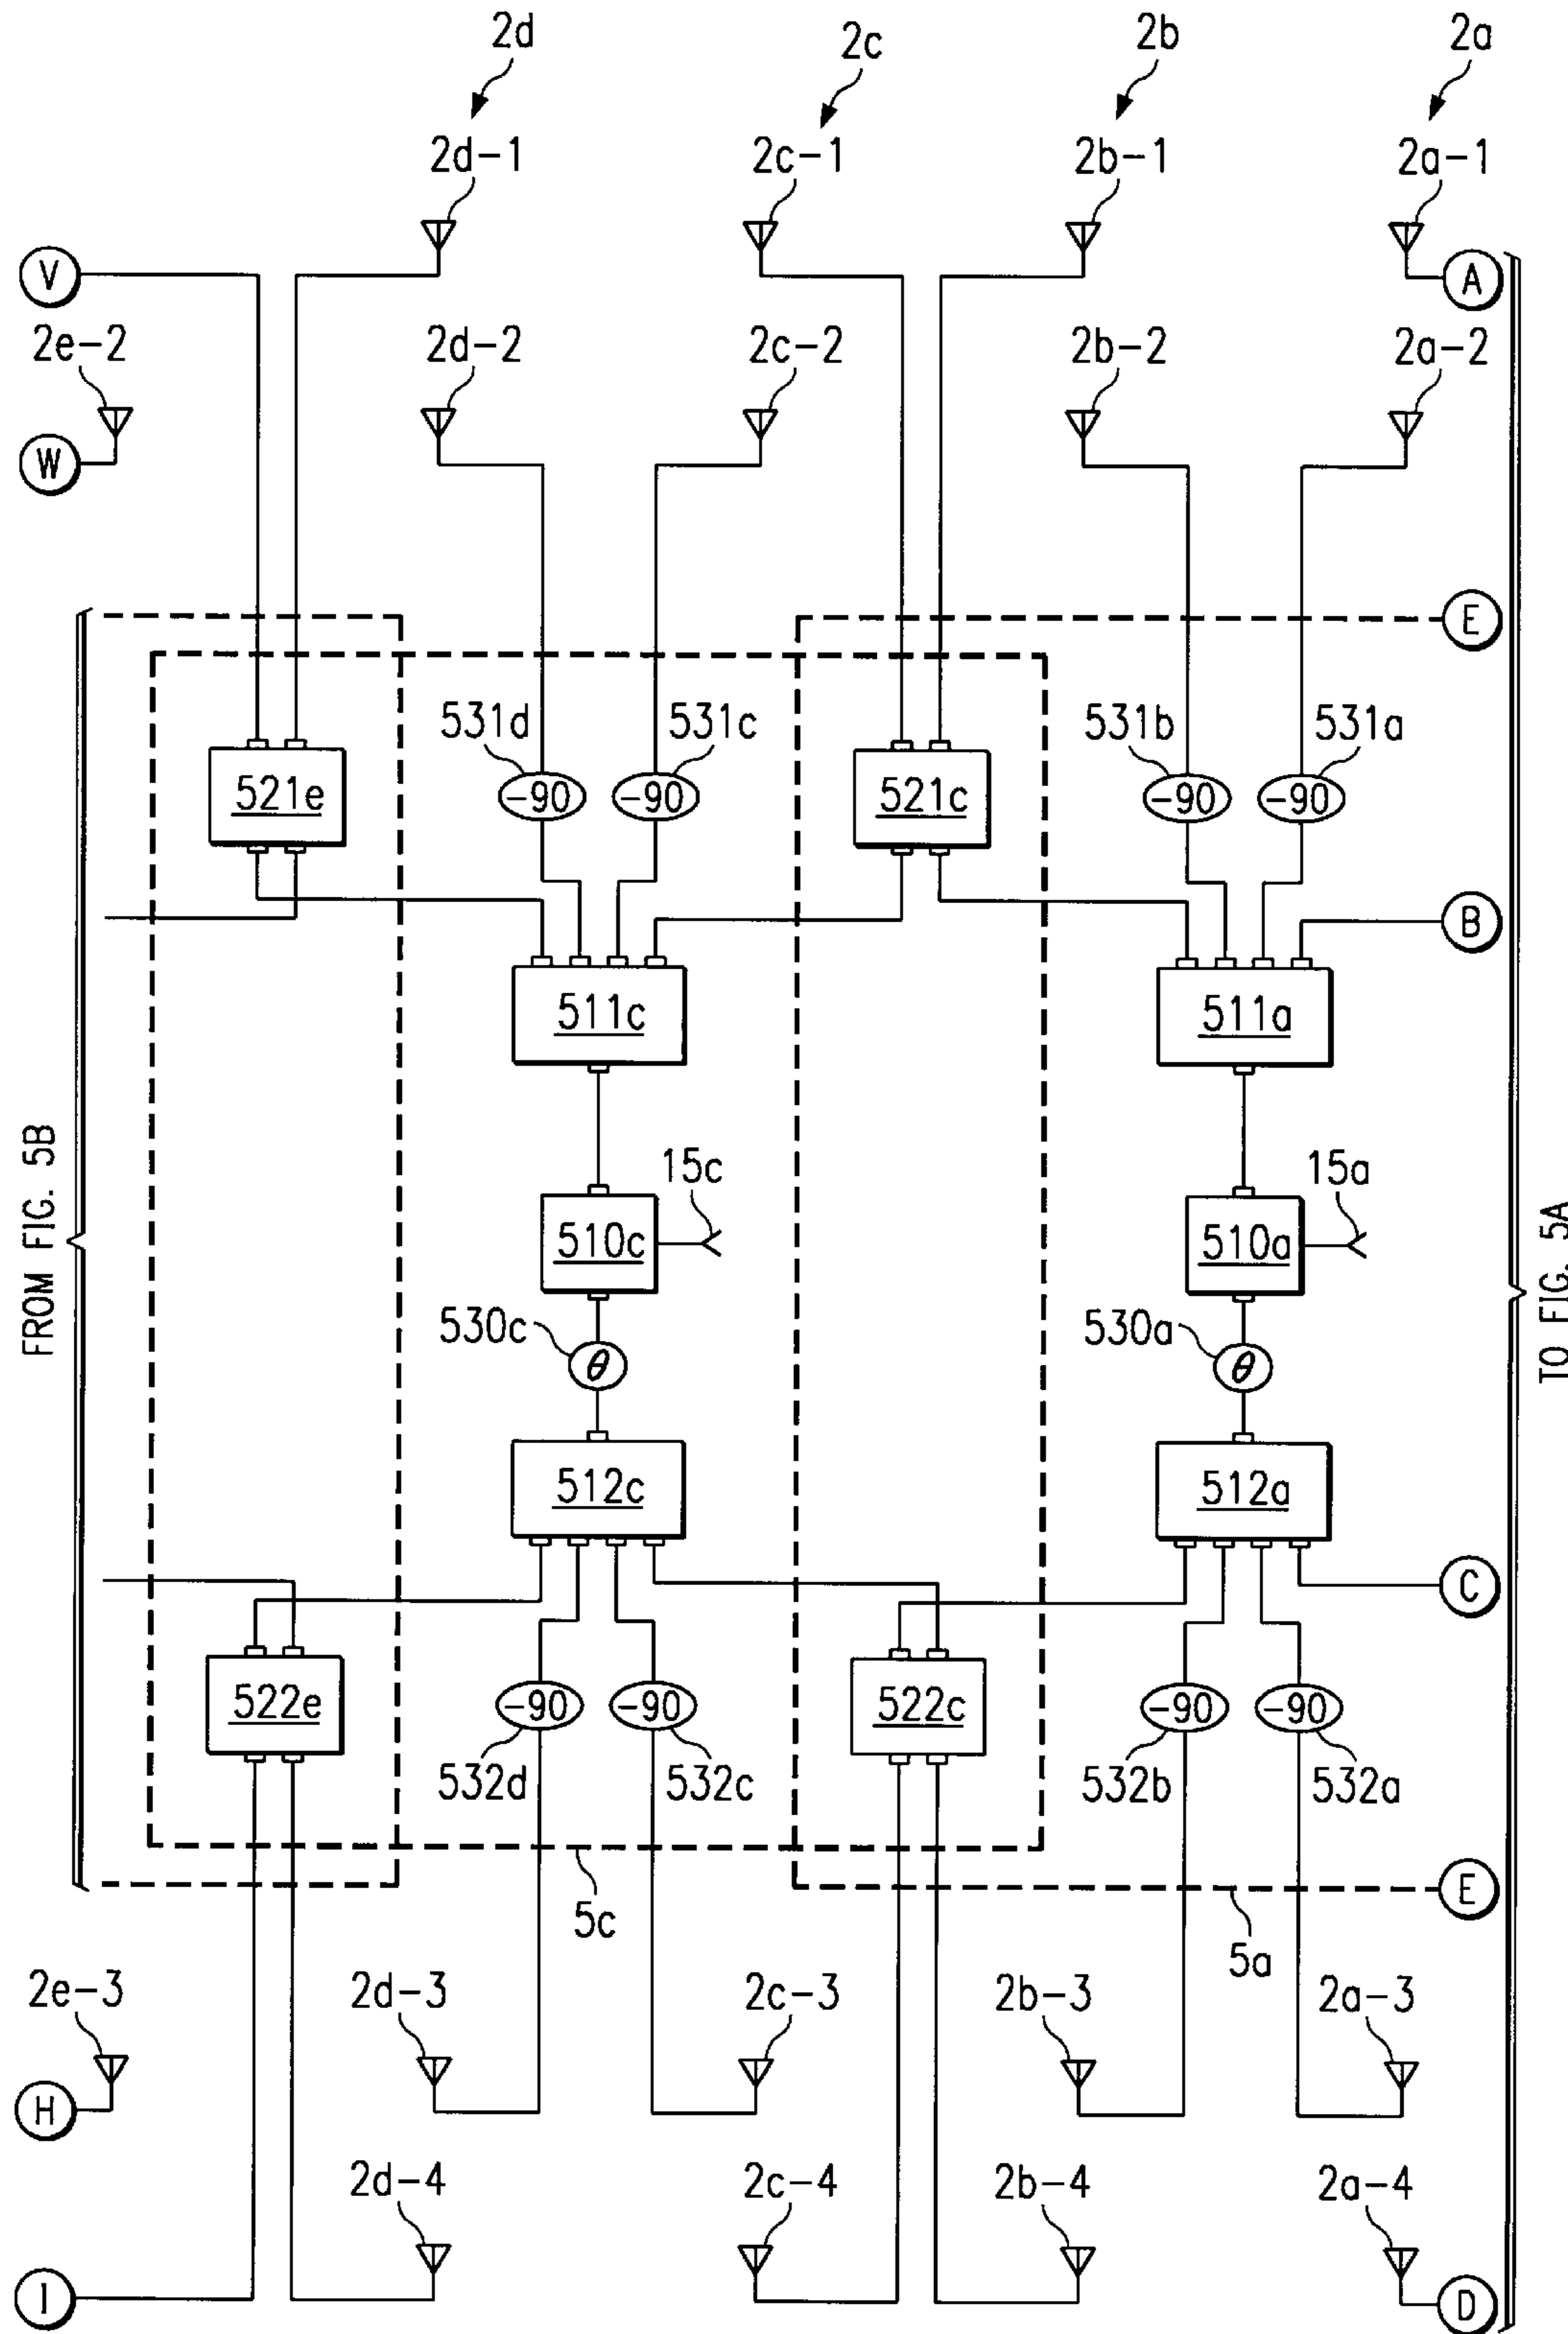 2d 2c 2b 2a
2d-1 2c-1 2b-1 2a-1
V A
2e-2 2d-2 2c-2 2b-2 2a-2
W
E
531d 531c 531b 531a
521e -90 -90 521c -90 -90
B
511c 511a
FROM FIG. 5B
TO FIG. 5A
15c 15a
510c 510a
530c θ 530a θ
512c 512a
C
522e -90 -90 522c -90 -90
532d 532c 532b 532a
E
5c 5a
2e-3 2d-3 2c-3 2b-3 2a-3
H
2d-4 2c-4 2b-4 2a-4
I D